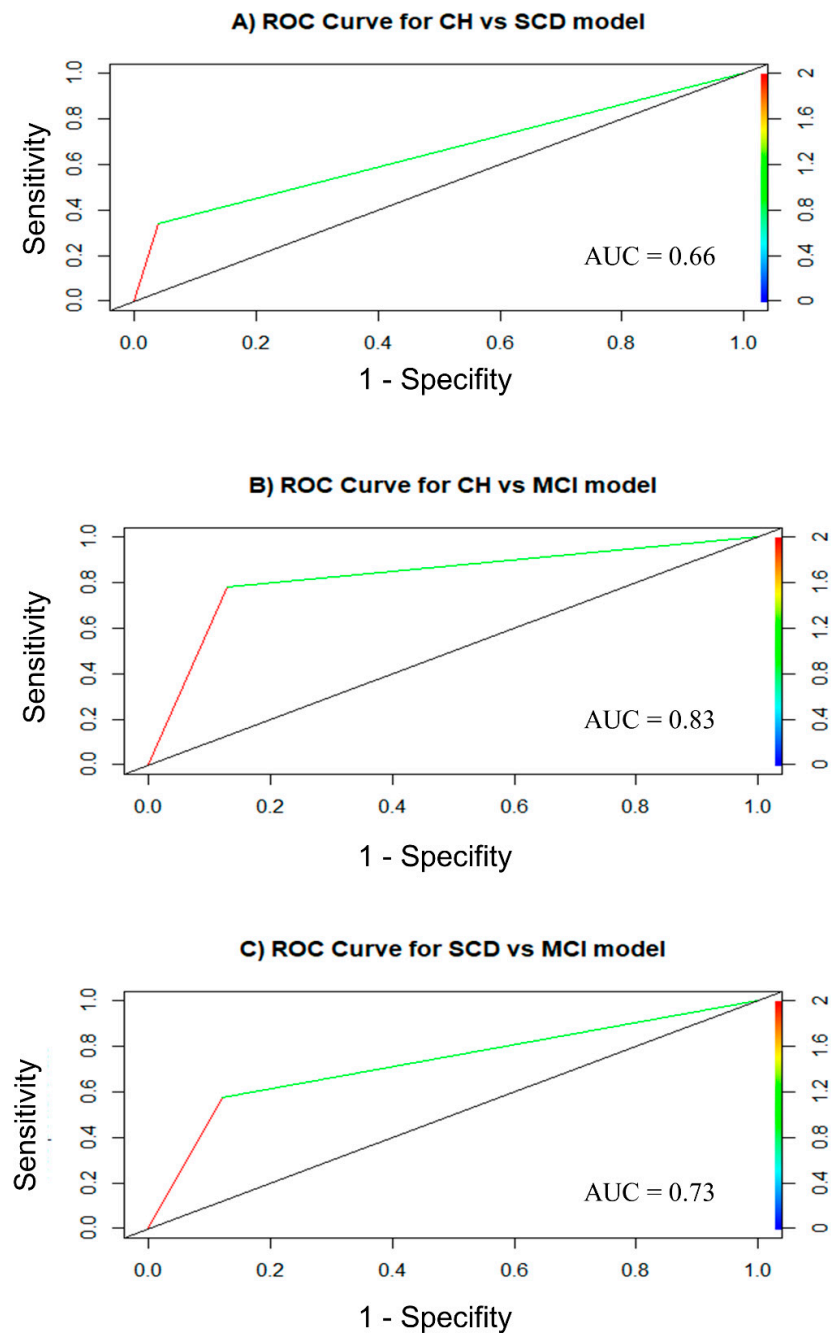 A) ROC Curve for CH vs SCD model
Sensitivity
0.0 0.2 0.4 0.6 0.8 1.0
AUC = 0.66
0 0.4 0.8 1.2 1.6 2
0.0 0.2 0.4 0.6 0.8 1.0
1 - Specifity
B) ROC Curve for CH vs MCI model
Sensitivity
0.0 0.2 0.4 0.6 0.8 1.0
AUC = 0.83
0 0.4 0.8 1.2 1.6 2
0.0 0.2 0.4 0.6 0.8 1.0
1 - Specifity
C) ROC Curve for SCD vs MCI model
Sensitivity
0.0 0.2 0.4 0.6 0.8 1.0
AUC = 0.73
0 0.4 0.8 1.2 1.6 2
0.0 0.2 0.4 0.6 0.8 1.0
1 - Specifity